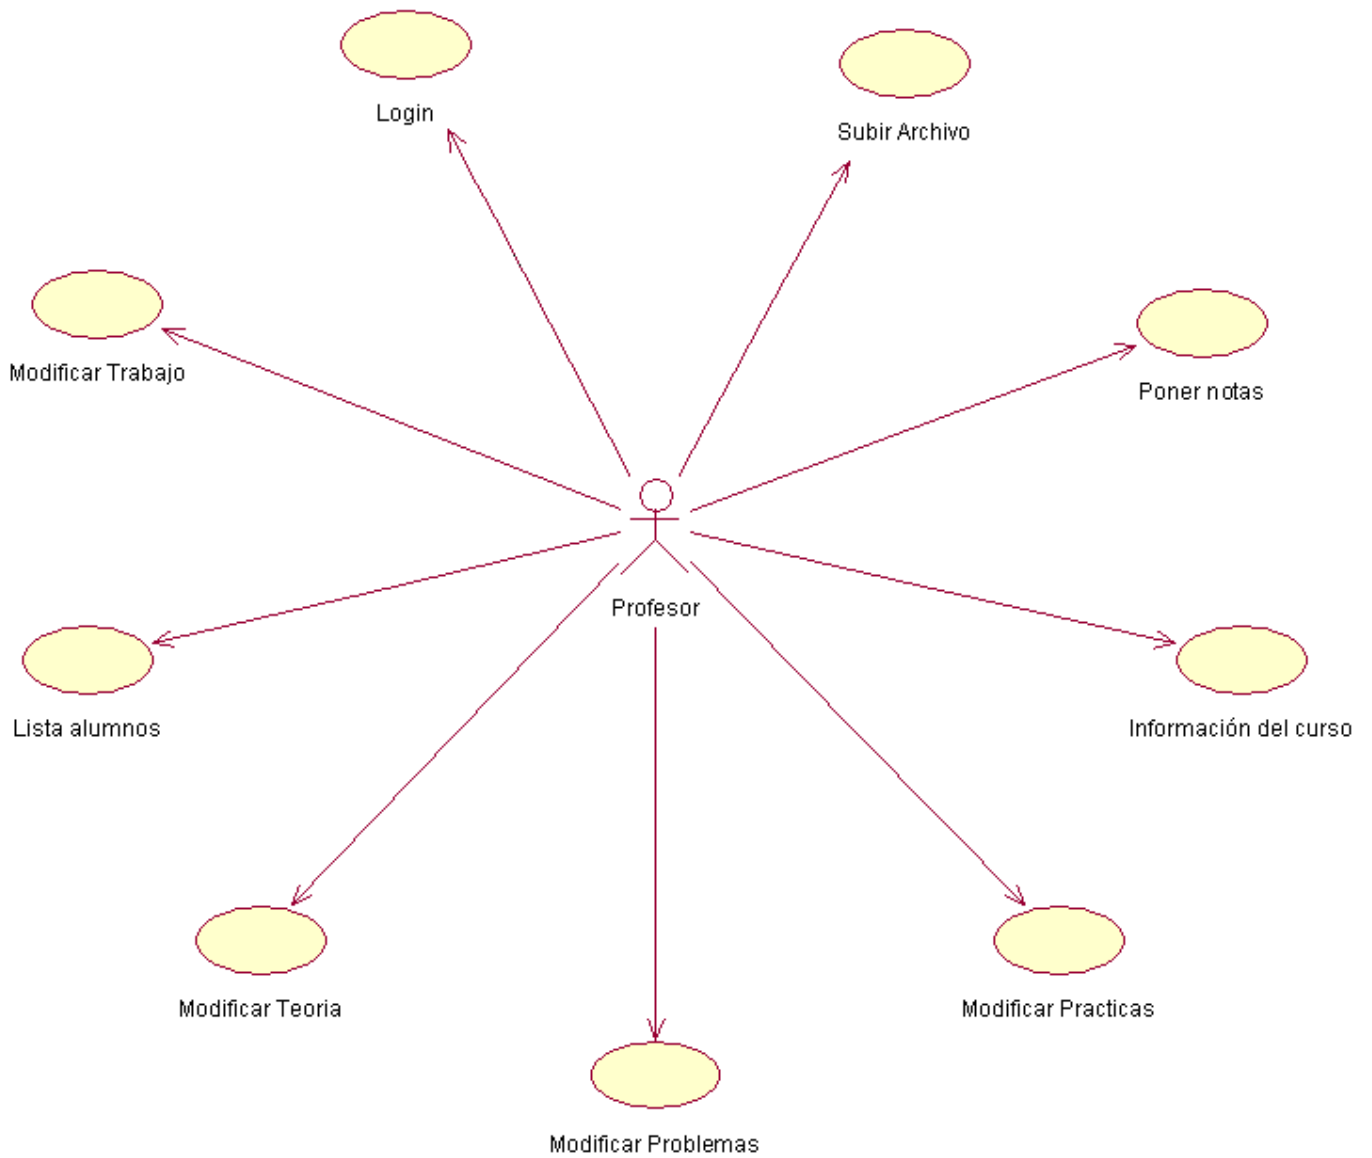 Login
Subir Archivo
Modificar Trabajo
Poner notas
Profesor
Lista alumnos
Información del curso
Modificar Teoria
Modificar Practicas
Modificar Problemas